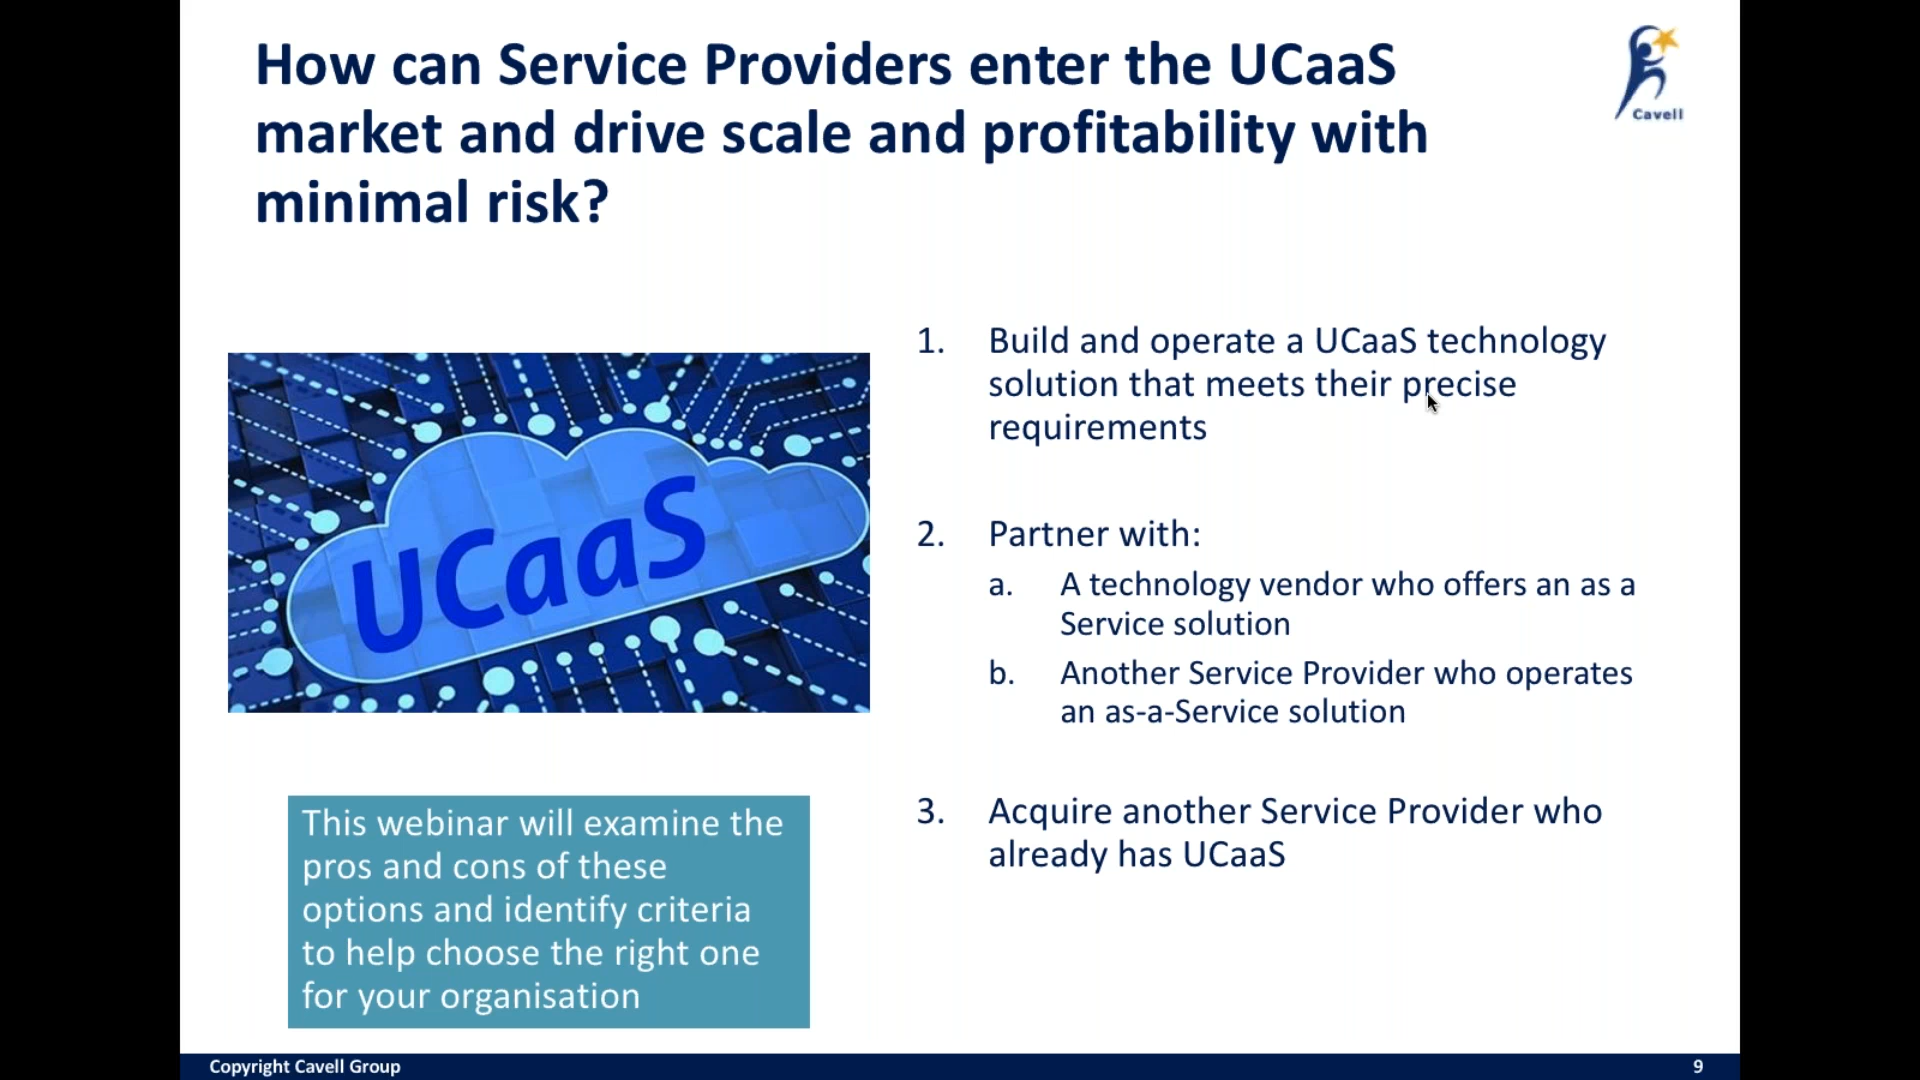 How can Service Providers enter the UCaaS
market and drive scale and profitability with
minimal risk?
Cavell
UCaaS
1. Build and operate a UCaaS technology
solution that meets their precise
requirements
2. Partner with:
a. A technology vendor who offers an as a
Service solution
b. Another Service Provider who operates
an as-a-Service solution
3. Acquire another Service Provider who
already has UCaaS
This webinar will examine the
pros and cons of these
options and identify criteria
to help choose the right one
for your organisation
Copyright Cavell Group
9